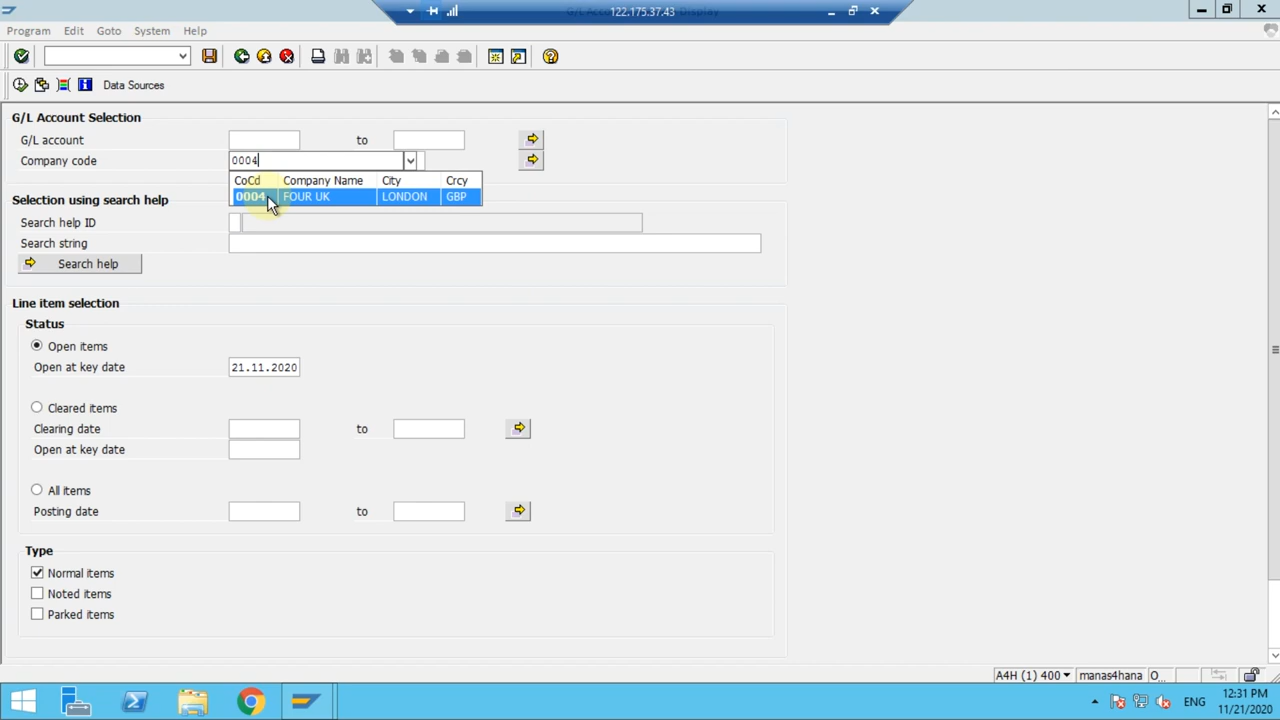 122.175.37.43
Program Edit Goto System Help
Data Sources
G/L Account Selection
G/L account to
Company code 0004
CoCd Company Name City Crcy
0004 FOUR UK LONDON GBP
Selection using search help
Search help ID
Search string
Search help
Line item selection
Status
Open items
Open at key date 21.11.2020
Cleared items
Clearing date to
Open at key date
All items
Posting date to
Type
Normal items
Noted items
Parked items
A4H (1) 400 manas4hana O...
ENG
12:31 PM
11/21/2020